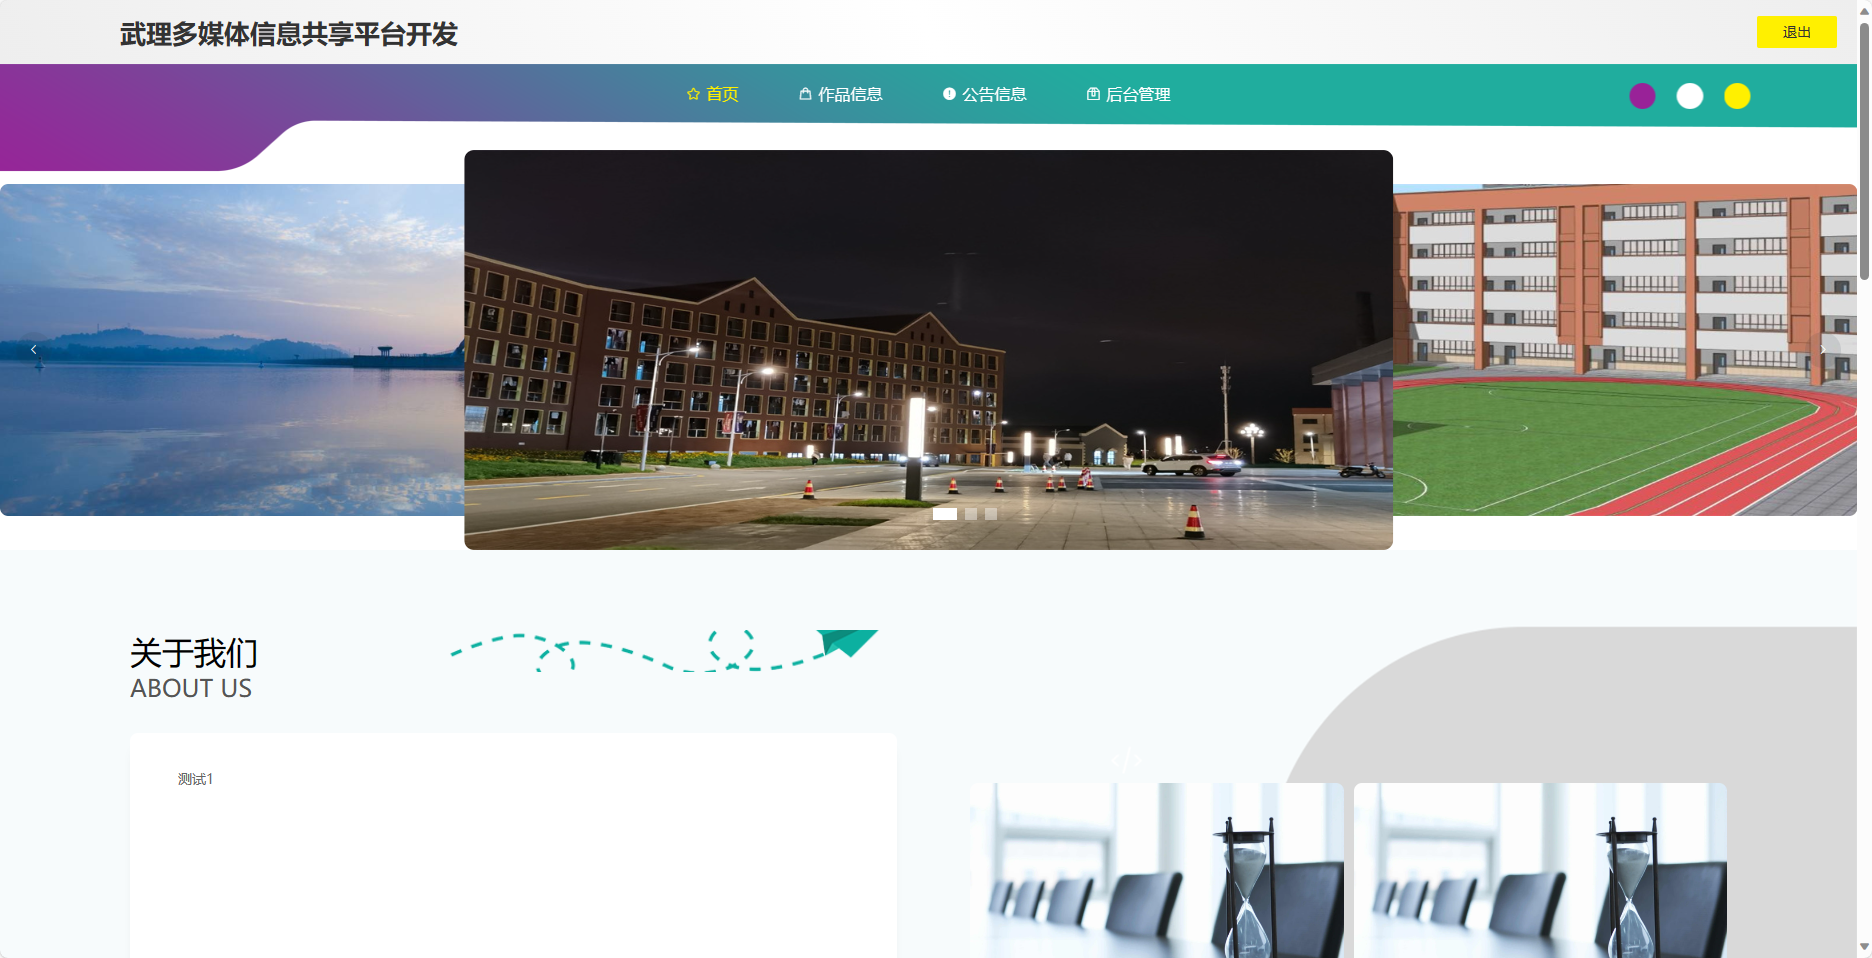 武理多媒体信息共享平台开发
退出
首页
作品信息
公告信息
后台管理
关于我们
ABOUT US
测试1